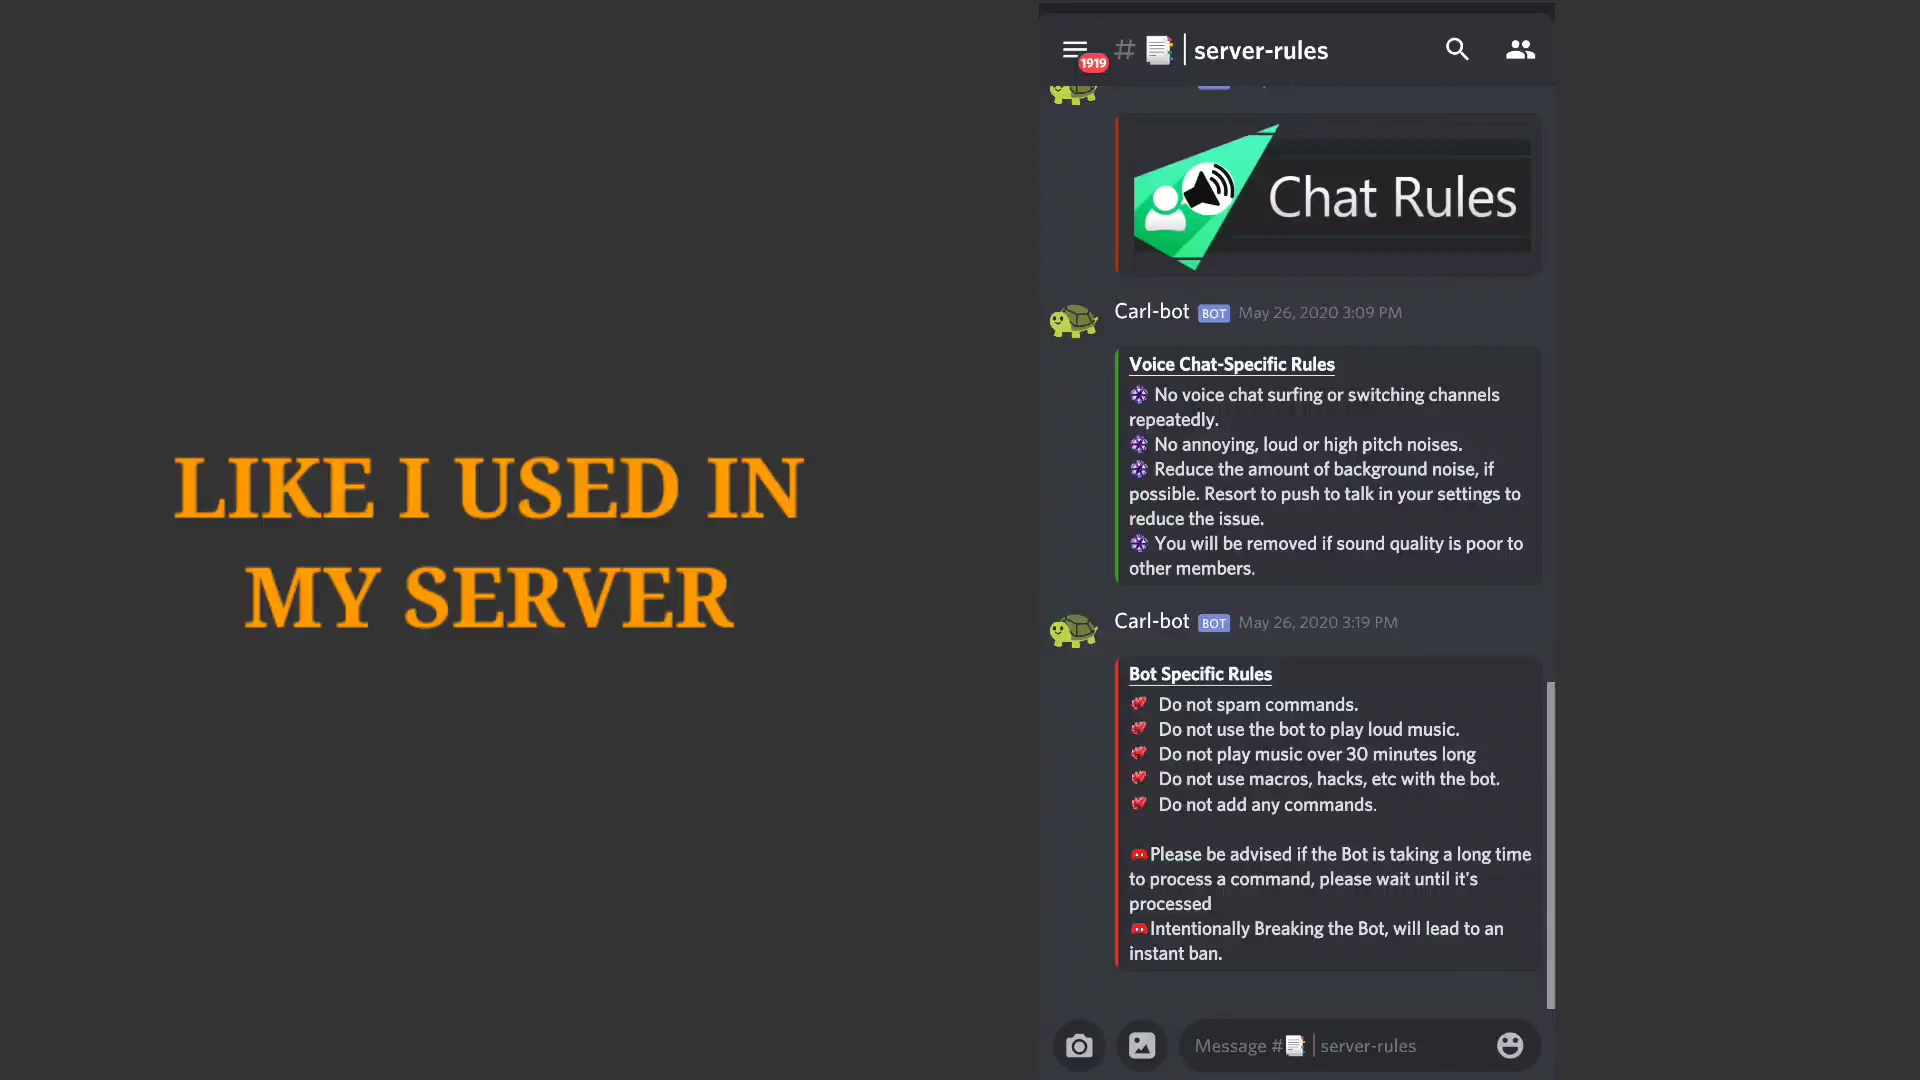 LIKE I USED IN
MY SERVER
1919
# | server-rules
Chat Rules
Carl-bot BOT May 26, 2020 3:09 PM
Voice Chat-Specific Rules
No voice chat surfing or switching channels
repeatedly.
No annoying, loud or high pitch noises.
Reduce the amount of background noise, if
possible. Resort to push to talk in your settings to
reduce the issue.
You will be removed if sound quality is poor to
other members.
Carl-bot BOT May 26, 2020 3:19 PM
Bot Specific Rules
Do not spam commands.
Do not use the bot to play loud music.
Do not play music over 30 minutes long
Do not use macros, hacks, etc with the bot.
Do not add any commands.
Please be advised if the Bot is taking a long time
to process a command, please wait until it's
processed
Intentionally Breaking the Bot, will lead to an
instant ban.
Message # | server-rules